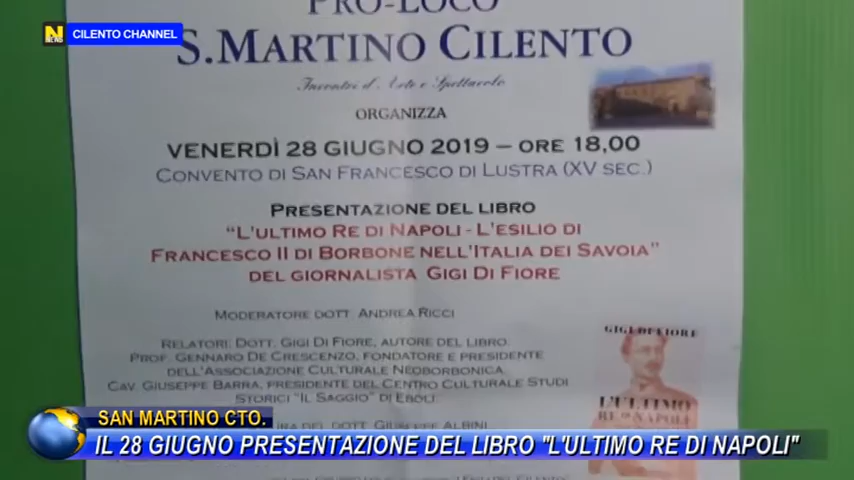 PRO-LOCO
N NEWS CILENTO CHANNEL
S.MARTINO CILENTO
Incontri d'Arte e Spettacolo
ORGANIZZA
VENERDÌ 28 GIUGNO 2019 – ORE 18,00
CONVENTO DI SAN FRANCESCO DI LUSTRA (XV SEC.)
PRESENTAZIONE DEL LIBRO
"L'ULTIMO RE DI NAPOLI - L'ESILIO DI
FRANCESCO II DI BORBONE NELL'ITALIA DEI SAVOIA"
DEL GIORNALISTA GIGI DI FIORE
MODERATORE DOTT. ANDREA RICCI
RELATORI: DOTT. GIGI DI FIORE, AUTORE DEL LIBRO
PROF. GENNARO DE CRESCENZO, FONDATORE E PRESIDENTE
DELL'ASSOCIAZIONE CULTURALE NEOBORBONICA,
CAV. GIUSEPPE BARRA, PRESIDENTE DEL CENTRO CULTURALE STUDI
STORICI "IL SAGGIO" DI EBOLI.
DEL DOTT. GIUSEPPE ALBINI
GIGI DI FIORE
L'ULTIMO
RE DI NAPOLI
SAN MARTINO CTO.
IL 28 GIUGNO PRESENTAZIONE DEL LIBRO "L'ULTIMO RE DI NAPOLI"